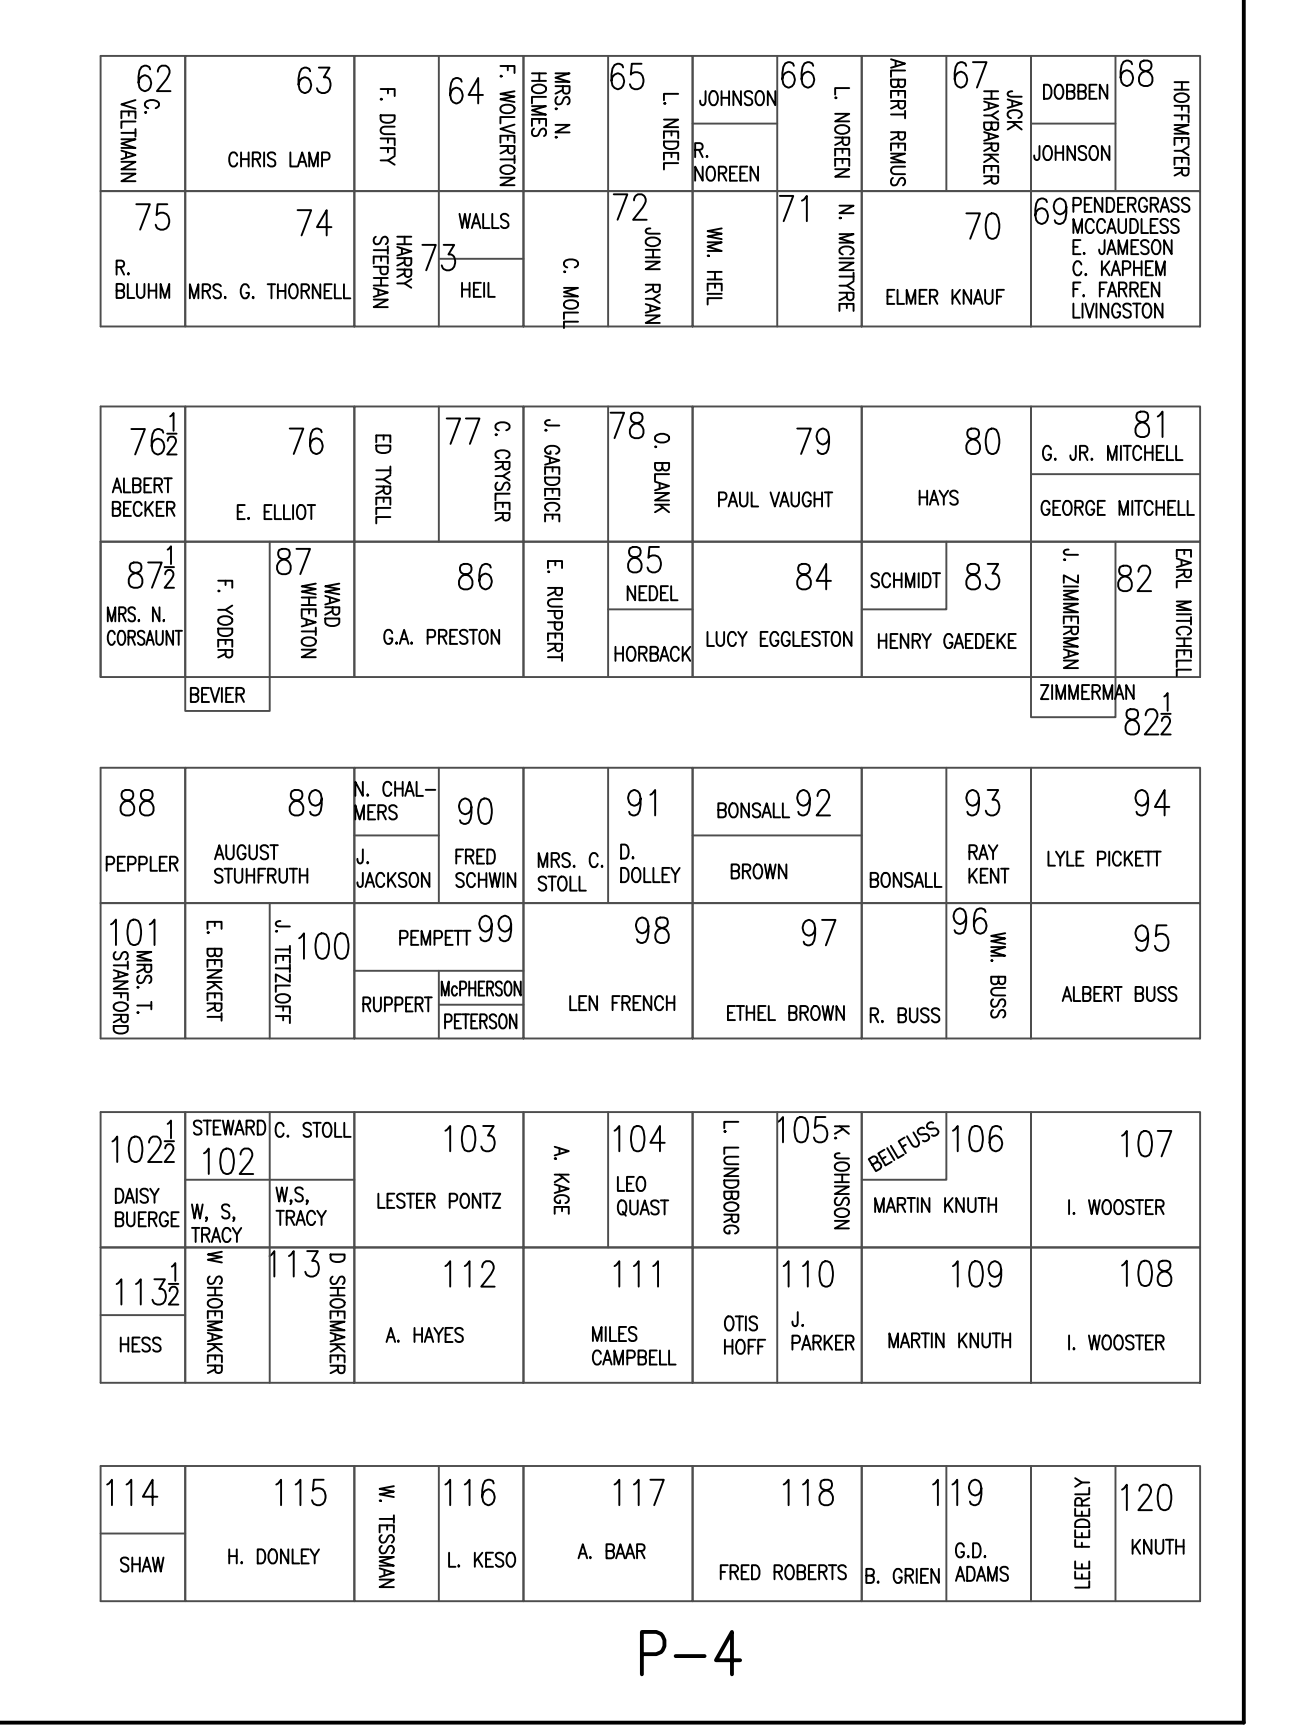 62
C.
VELTMANN
63
CHRIS LAMP
F. DUFFY
64
F. WOLVERTON
MRS. N.
HOLMES
65
L. NEDEL
JOHNSON
R.
NOREEN
66
L. NOREEN
ALBERT REMUS
67
JACK
HAYBARKER
DOBBEN
JOHNSON
68
HOFFMEYER
75
R.
BLUHM
74
MRS. G. THORNELL
HARRY
STEPHAN
73
WALLS
HEIL
C. MOLL
72
JOHN RYAN
WM. HEIL
71
N. MCINTYRE
70
ELMER KNAUF
69
PENDERGRASS
MCCAUDLESS
E. JAMESON
C. KAPHEM
F. FARREN
LIVINGSTON
76 1/2
ALBERT
BECKER
76
E. ELLIOT
ED TYRELL
77
C. CRYSLER
J. GAEDEICE
78
O. BLANK
79
PAUL VAUGHT
80
HAYS
81
G. JR. MITCHELL
GEORGE MITCHELL
87 1/2
MRS. N.
CORSAUNT
F. YODER
BEVIER
87
WARD
WHEATON
86
G.A. PRESTON
E. RUPPERT
85
NEDEL
HORBACK
84
LUCY EGGLESTON
SCHMIDT
83
HENRY GAEDEKE
J. ZIMMERMAN
82
EARL MITCHELL
ZIMMERMAN
82 1/2
88
PEPPLER
89
AUGUST
STUHFRUTH
N. CHAL-
MERS
J.
JACKSON
90
FRED
SCHWIN
MRS. C.
STOLL
91
D.
DOLLEY
BONSALL 92
BROWN
BONSALL
93
RAY
KENT
94
LYLE PICKETT
101
MRS. T.
STANFORD
E. BENKERT
J. TETZLOFF
100
PEMPETT 99
RUPPERT
McPHERSON
PETERSON
98
LEN FRENCH
97
ETHEL BROWN
R. BUSS
96
WM. BUSS
95
ALBERT BUSS
102 1/2
DAISY
BUERGE
STEWARD
102
W, S,
TRACY
C. STOLL
W,S,
TRACY
103
LESTER PONTZ
A. KAGE
104
LEO
QUAST
L. LUNDBORG
105
K. JOHNSON
BEILFUSS
106
MARTIN KNUTH
107
I. WOOSTER
113 1/2
HESS
W SHOEMAKER
113
D SHOEMAKER
112
A. HAYES
111
MILES
CAMPBELL
OTIS
HOFF
110
J.
PARKER
109
MARTIN KNUTH
108
I. WOOSTER
114
SHAW
115
H. DONLEY
W. TESSMAN
116
L. KESO
117
A. BAAR
118
FRED ROBERTS
B. GRIEN
119
G.D.
ADAMS
LEE FEDERLY
120
KNUTH
P-4